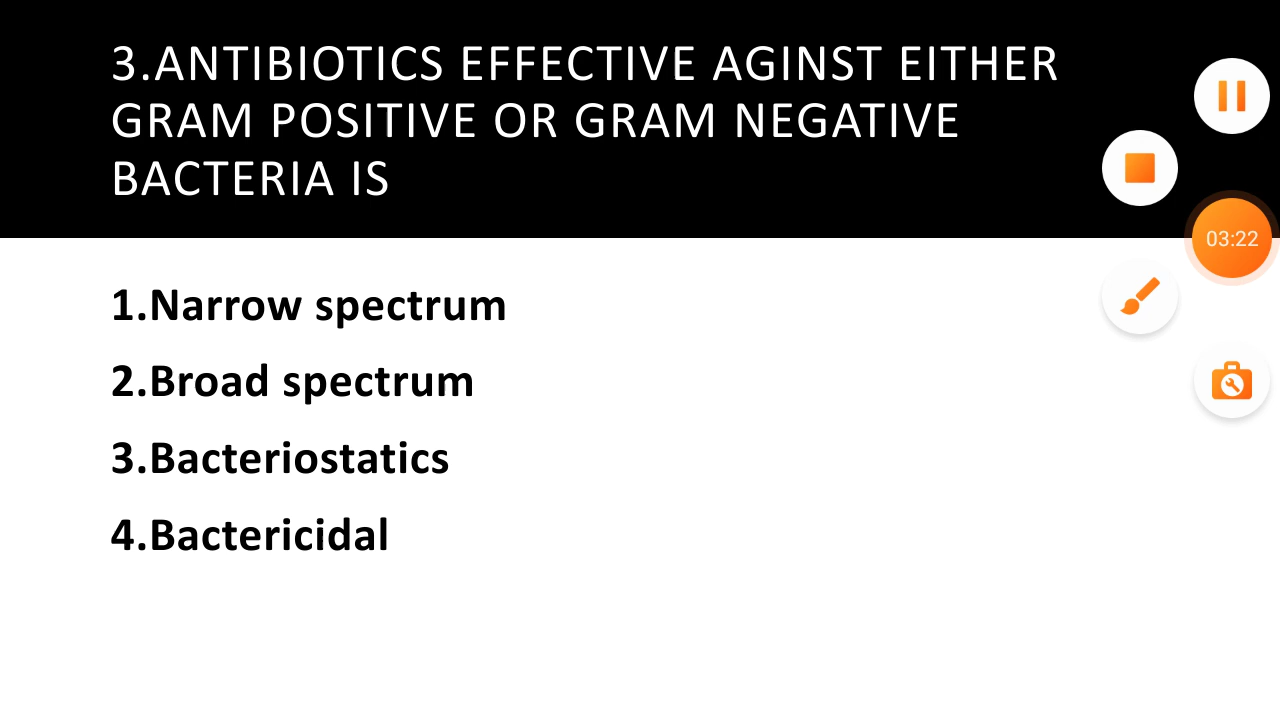 3.ANTIBIOTICS EFFECTIVE AGINST EITHER
GRAM POSITIVE OR GRAM NEGATIVE
BACTERIA IS
03:22
1.Narrow spectrum
2.Broad spectrum
3.Bacteriostatics
4.Bactericidal